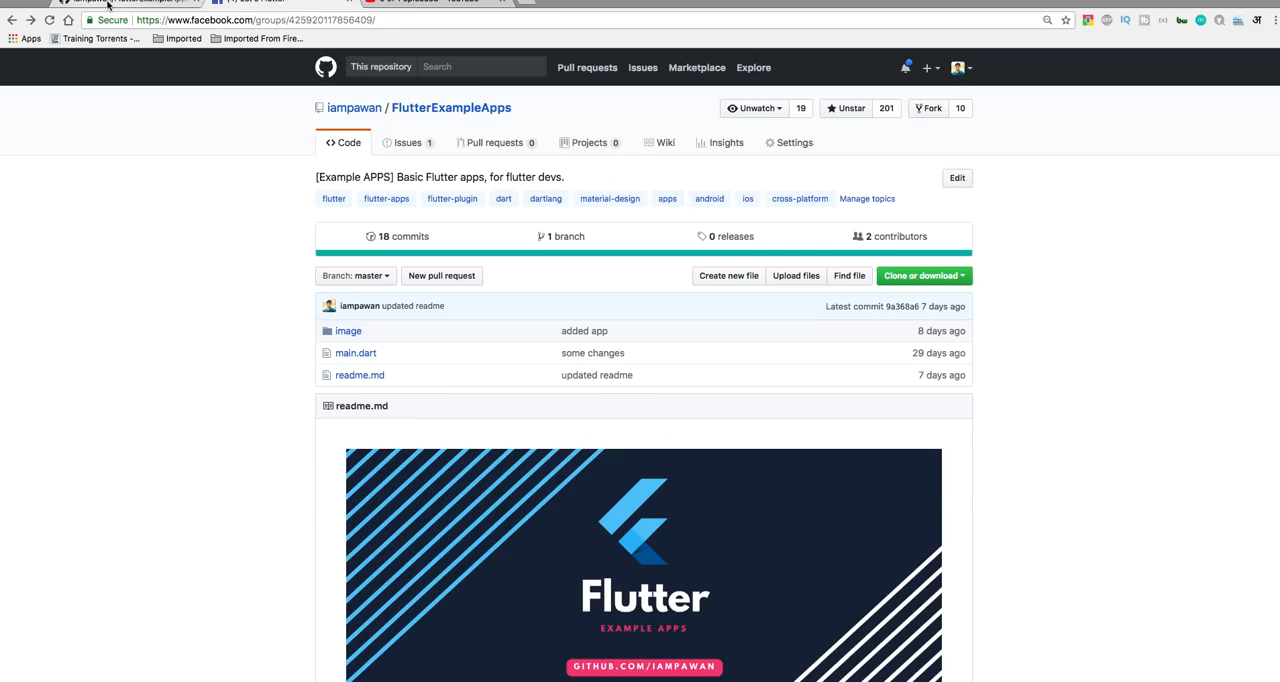 Secure https://www.facebook.com/groups/425920117856409/
Apps Training Torrents -... Imported Imported From Fire...
This repository Search Pull requests Issues Marketplace Explore
iampawan / FlutterExampleApps Unwatch 19 Unstar 201 Fork 10
Code Issues 1 Pull requests 0 Projects 0 Wiki Insights Settings
[Example APPS] Basic Flutter apps, for flutter devs. Edit
flutter flutter-apps flutter-plugin dart dartlang material-design apps android ios cross-platform Manage topics
18 commits 1 branch 0 releases 2 contributors
Branch: master New pull request Create new file Upload files Find file Clone or download
iampawan updated readme Latest commit 9a368a6 7 days ago
image added app 8 days ago
main.dart some changes 29 days ago
readme.md updated readme 7 days ago
readme.md
Flutter
EXAMPLE APPS
GITHUB.COM/IAMPAWAN